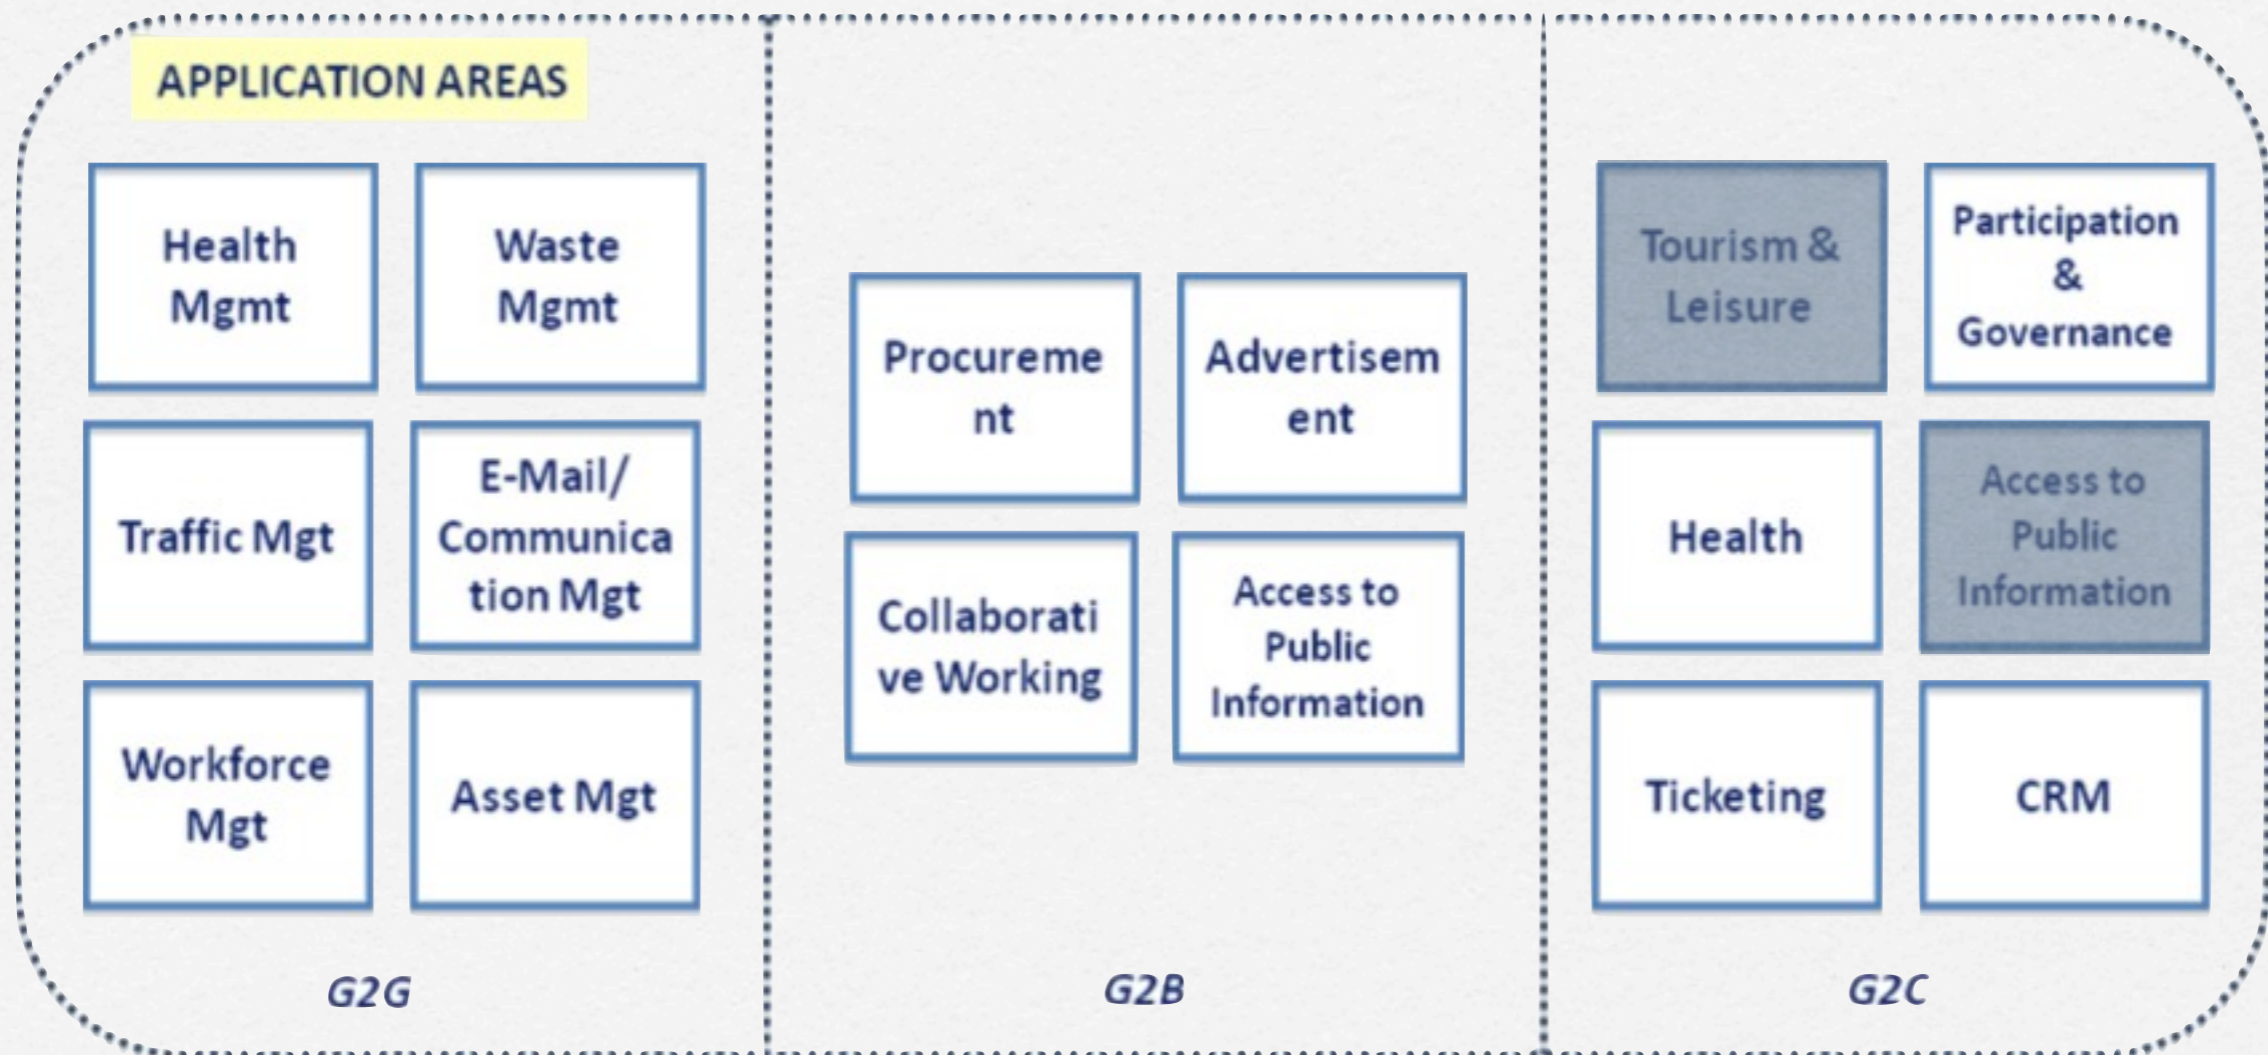 APPLICATION AREAS
Health
Mgmt
Waste
Mgmt
Traffic Mgt
E-Mail/
Communica
tion Mgt
Workforce
Mgt
Asset Mgt
G2G
Procureme
nt
Advertisem
ent
Collaborati
ve Working
Access to
Public
Information
G2B
Tourism &
Leisure
Participation
&
Governance
Health
Access to
Public
Information
Ticketing
CRM
G2C